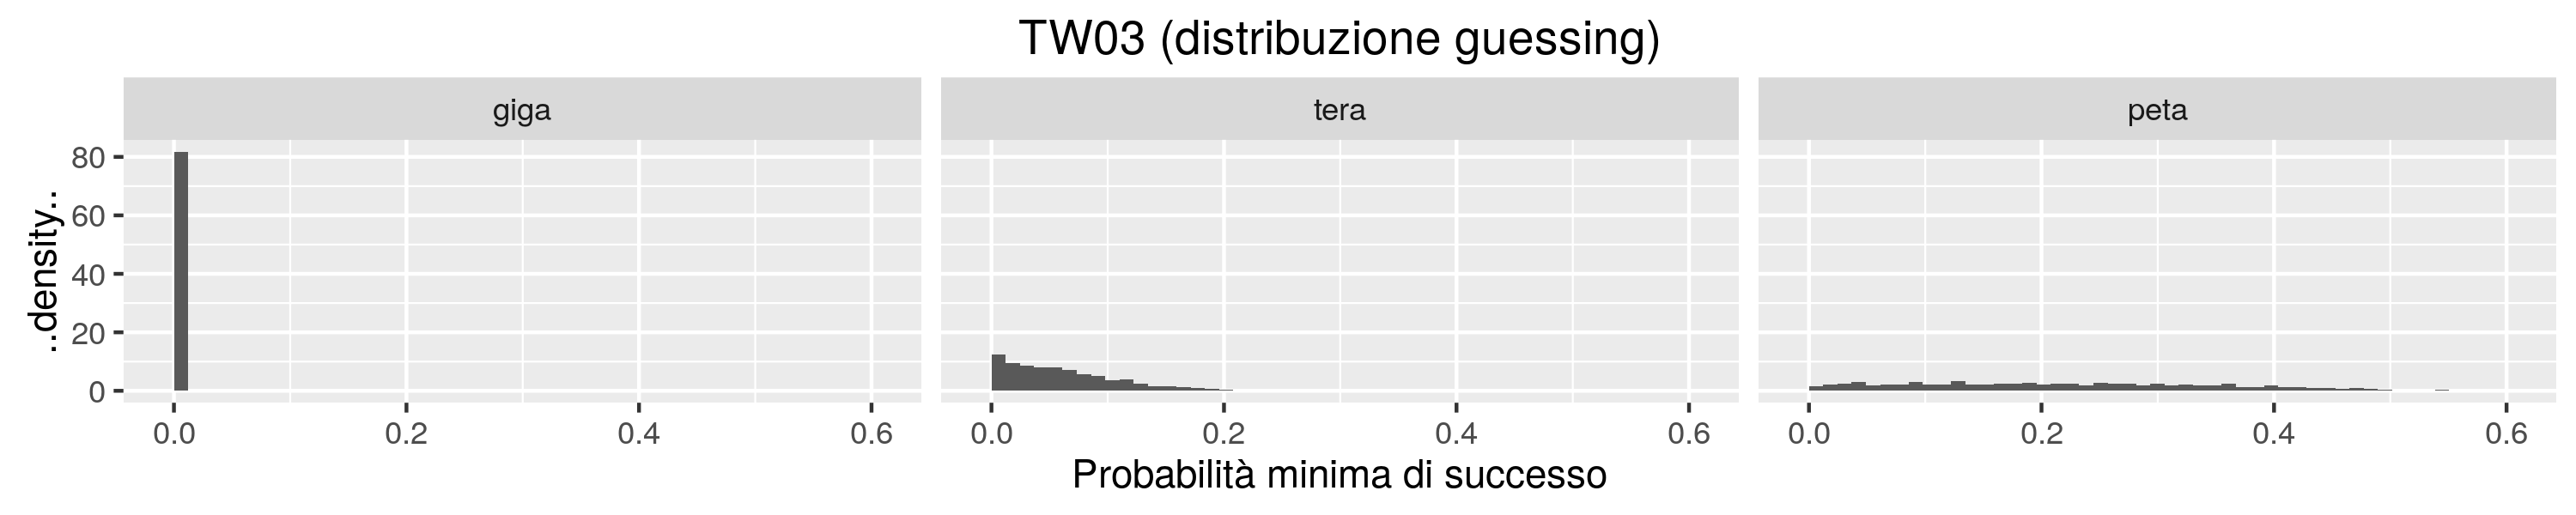 TW03 (distribuzione guessing)
giga tera peta
80
60
40
20
0
..density..
0.0 0.2 0.4 0.6 0.0 0.2 0.4 0.6 0.0 0.2 0.4 0.6
Probabilità minima di successo